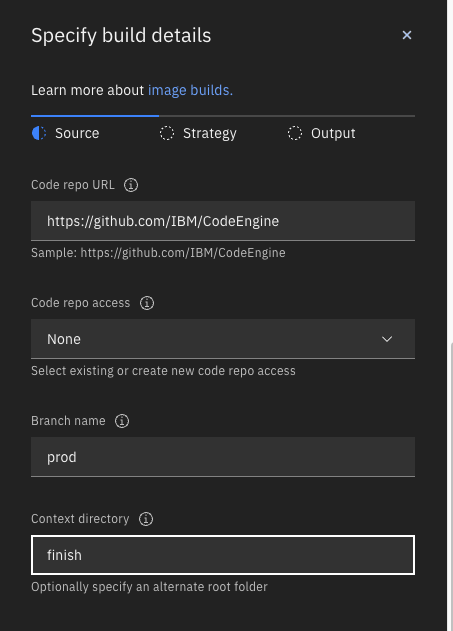 Specify build details
Learn more about image builds.
Source
Strategy
Output
Code repo URL
https://github.com/IBM/CodeEngine
Sample: https://github.com/IBM/CodeEngine
Code repo access
None
Select existing or create new code repo access
Branch name
prod
Context directory
finish
Optionally specify an alternate root folder